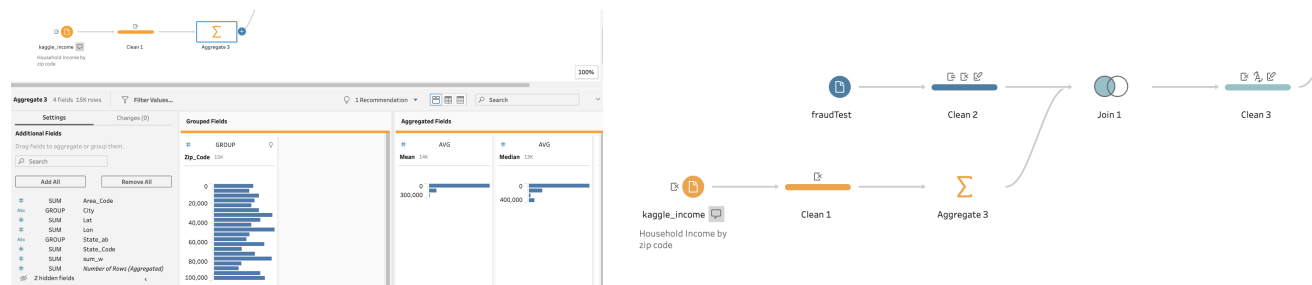 kaggle_income
Clean 1
Aggregate 3
Household Income by
zip code
100%
Aggregate 3 4 fields 15K rows
Filter Values...
1 Recommendation
Search
Settings
Changes (0)
Additional Fields
Drag fields to aggregate or group them.
Search
Add All
Remove All
# SUM Area_Code
Abc GROUP City
# SUM Lat
# SUM Lon
Abc GROUP State_ab
# SUM State_Code
# SUM sum_w
# SUM Number of Rows (Aggregated)
2 hidden fields
Grouped Fields
# GROUP
Zip_Code 15K
0
20,000
40,000
60,000
80,000
100,000
Aggregated Fields
# AVG
Mean 14K
0
300,000
# AVG
Median 13K
0
400,000
fraudTest
Clean 2
Join 1
Clean 3
kaggle_income
Clean 1
Aggregate 3
Household Income by
zip code